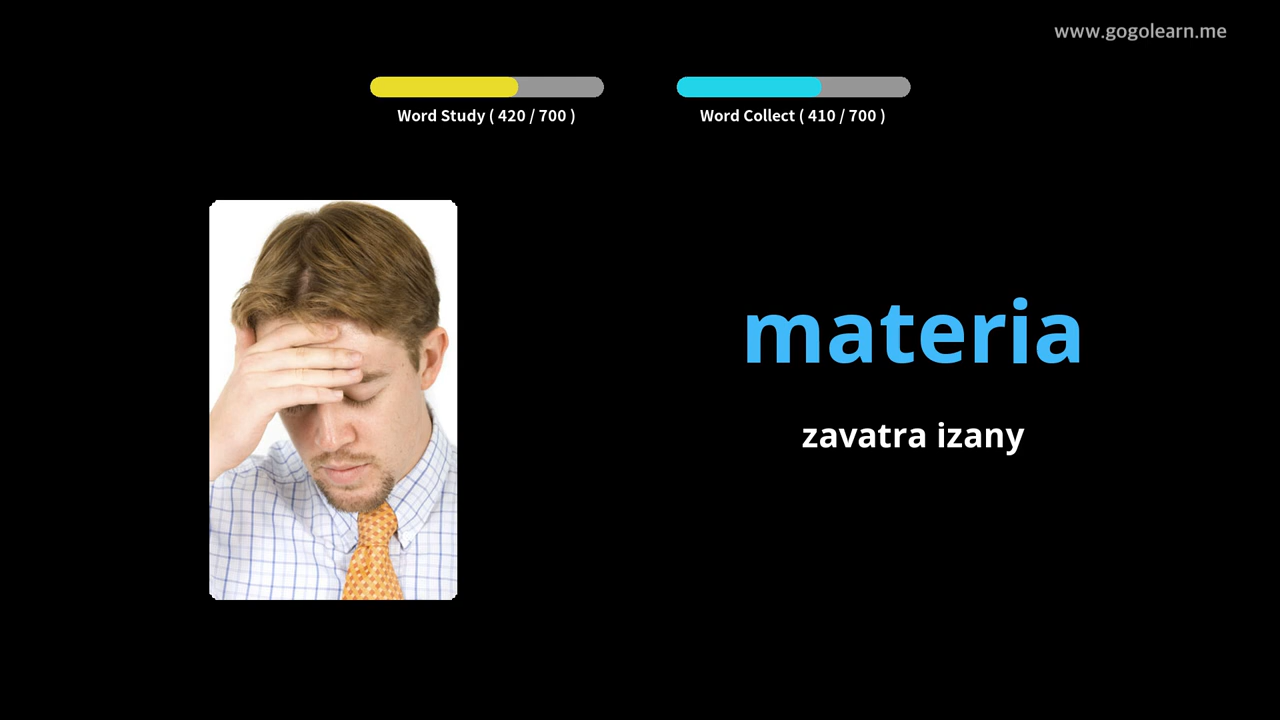 www.gogolearn.me
Word Study ( 420 / 700 )
Word Collect ( 410 / 700 )
materia
zavatra izany